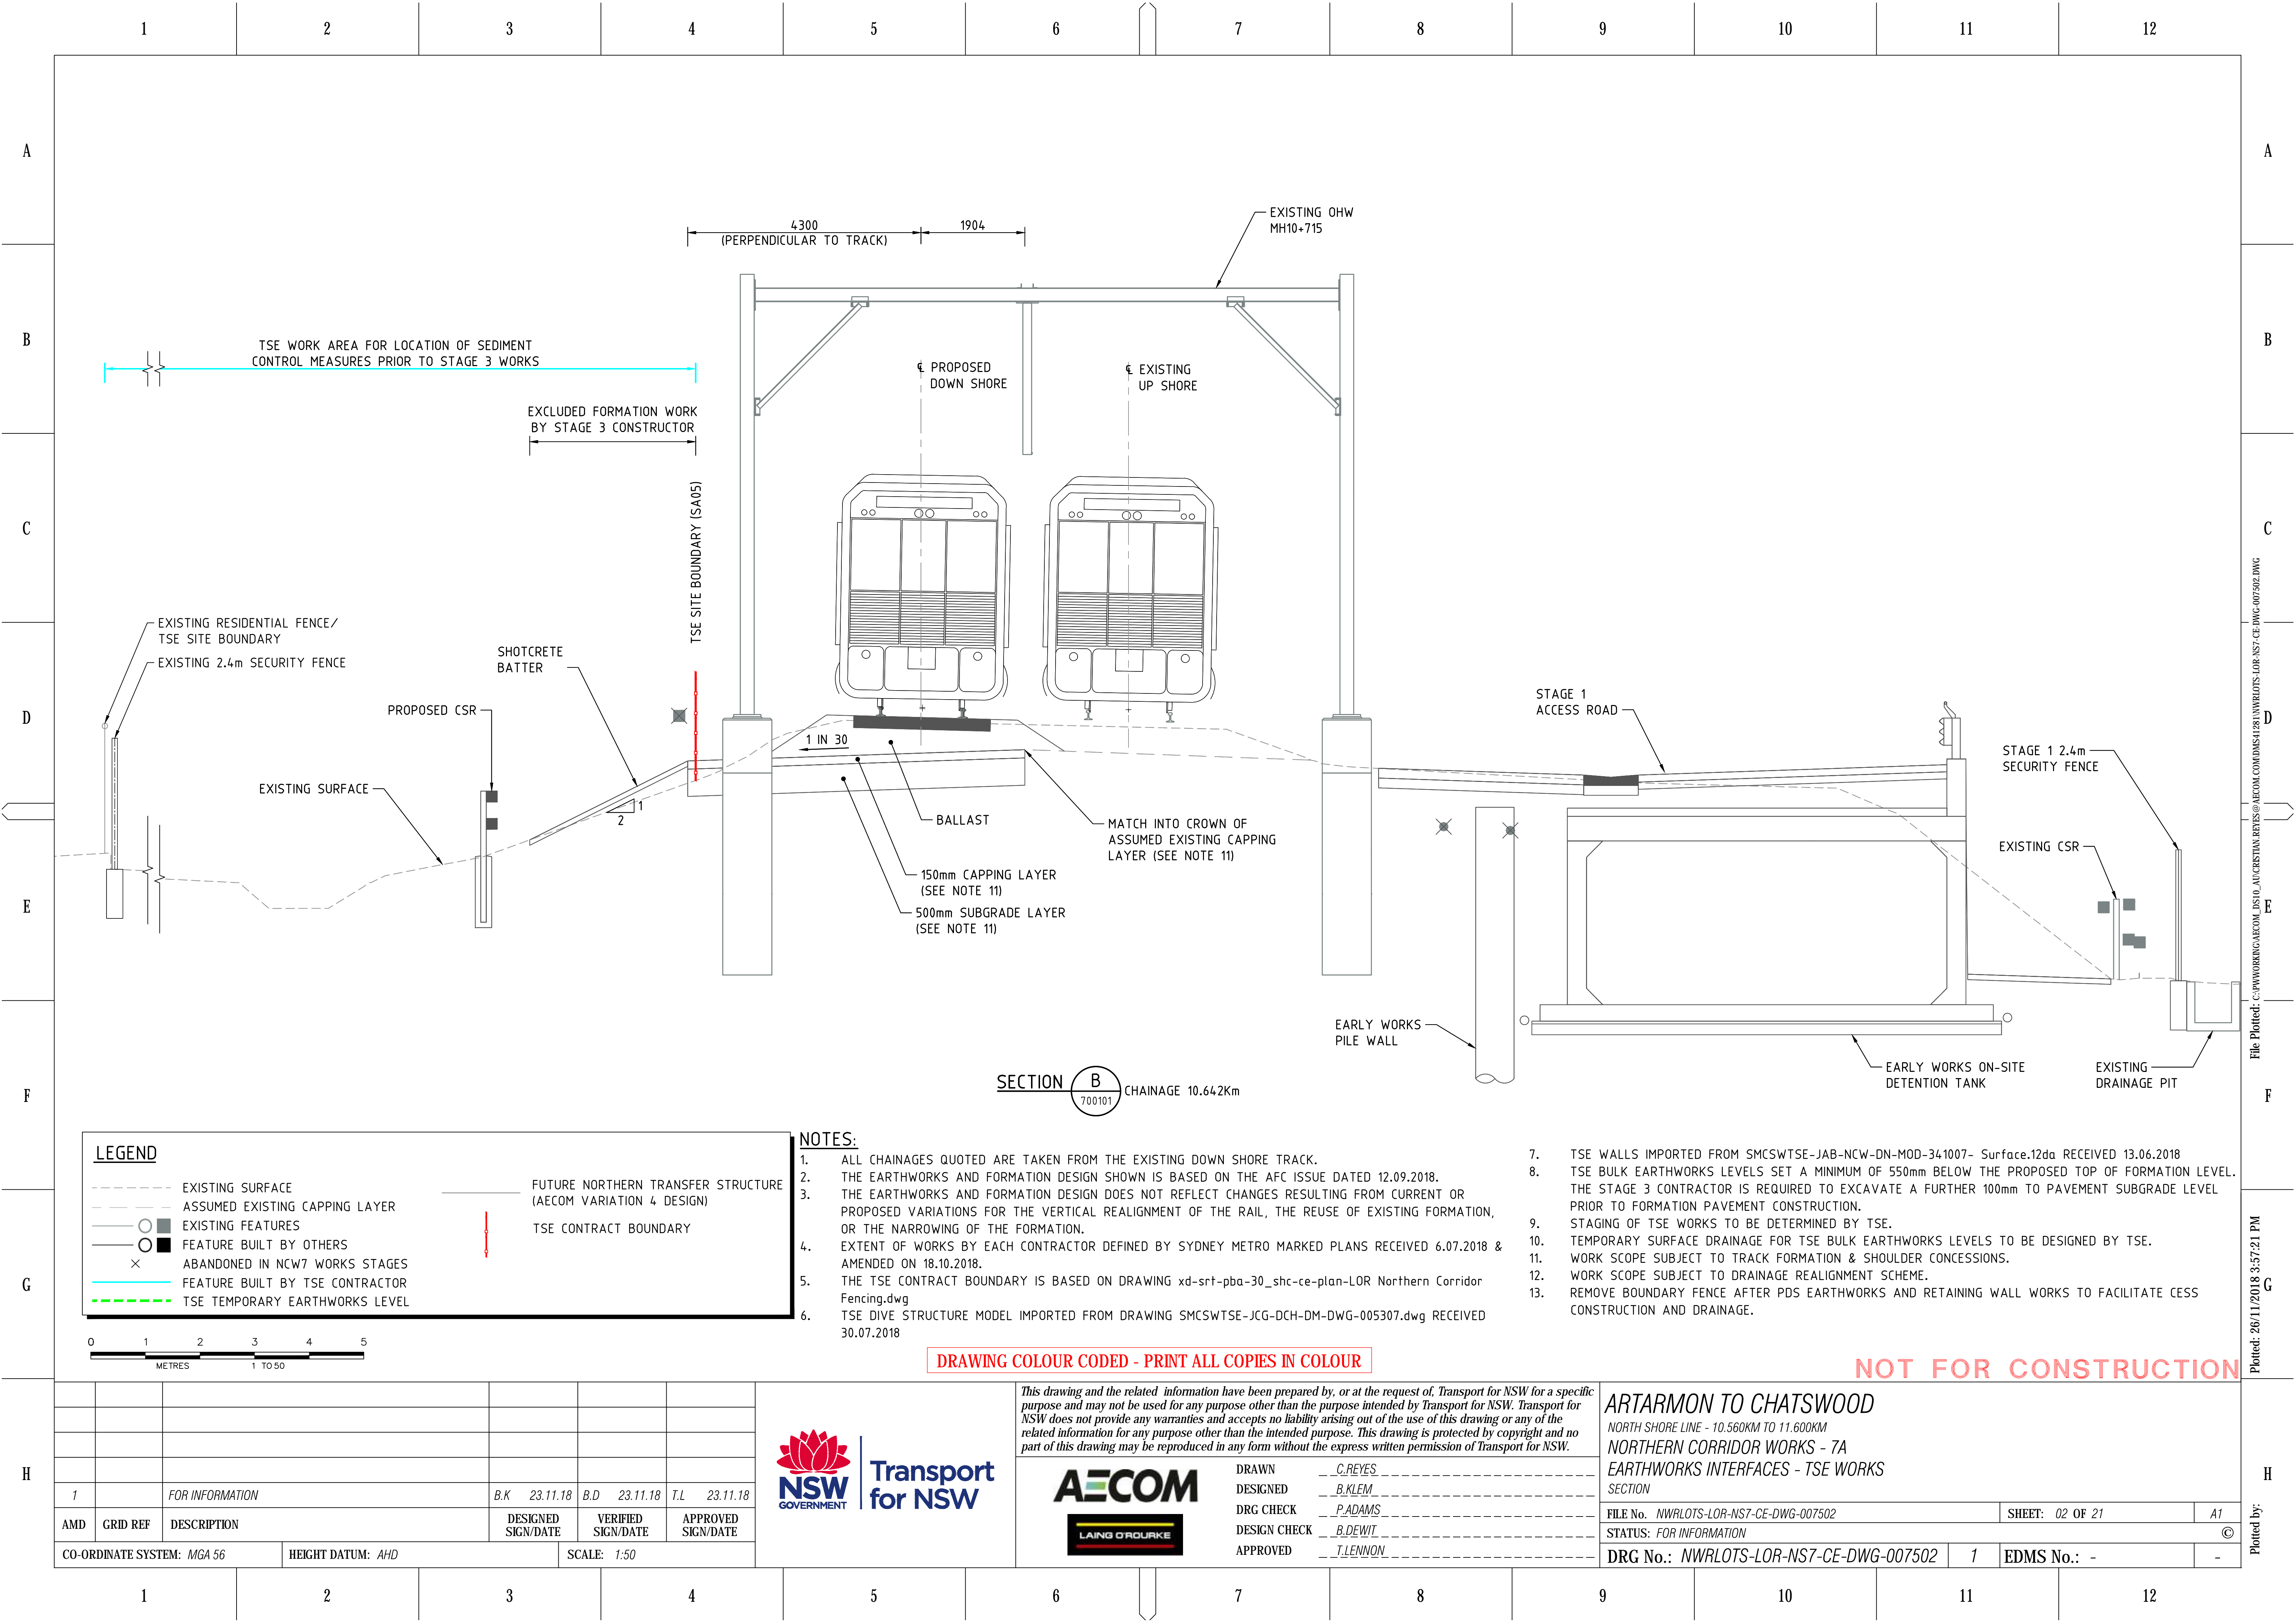 1 2 3 4 5 6 7 8 9 10 11 12
A A
B B
C C
D D
E E
F F
G G
H H
4300
(PERPENDICULAR TO TRACK)
1904
EXISTING OHW
MH10+715
TSE WORK AREA FOR LOCATION OF SEDIMENT
CONTROL MEASURES PRIOR TO STAGE 3 WORKS
℄ PROPOSED
DOWN SHORE
℄ EXISTING
UP SHORE
EXCLUDED FORMATION WORK
BY STAGE 3 CONSTRUCTOR
TSE SITE BOUNDARY (SA05)
EXISTING RESIDENTIAL FENCE/
TSE SITE BOUNDARY
EXISTING 2.4m SECURITY FENCE
SHOTCRETE
BATTER
PROPOSED CSR
EXISTING SURFACE
1
2
1 IN 30
BALLAST
150mm CAPPING LAYER
(SEE NOTE 11)
500mm SUBGRADE LAYER
(SEE NOTE 11)
MATCH INTO CROWN OF
ASSUMED EXISTING CAPPING
LAYER (SEE NOTE 11)
STAGE 1
ACCESS ROAD
STAGE 1 2.4m
SECURITY FENCE
EXISTING CSR
EARLY WORKS
PILE WALL
EARLY WORKS ON-SITE
DETENTION TANK
EXISTING
DRAINAGE PIT
SECTION B CHAINAGE 10.642Km
700101
LEGEND
EXISTING SURFACE
ASSUMED EXISTING CAPPING LAYER
EXISTING FEATURES
FEATURE BUILT BY OTHERS
ABANDONED IN NCW7 WORKS STAGES
FEATURE BUILT BY TSE CONTRACTOR
TSE TEMPORARY EARTHWORKS LEVEL
FUTURE NORTHERN TRANSFER STRUCTURE
(AECOM VARIATION 4 DESIGN)
TSE CONTRACT BOUNDARY
0 1 2 3 4 5
METRES 1 TO 50
NOTES:
1. ALL CHAINAGES QUOTED ARE TAKEN FROM THE EXISTING DOWN SHORE TRACK.
2. THE EARTHWORKS AND FORMATION DESIGN SHOWN IS BASED ON THE AFC ISSUE DATED 12.09.2018.
3. THE EARTHWORKS AND FORMATION DESIGN DOES NOT REFLECT CHANGES RESULTING FROM CURRENT OR
PROPOSED VARIATIONS FOR THE VERTICAL REALIGNMENT OF THE RAIL, THE REUSE OF EXISTING FORMATION,
OR THE NARROWING OF THE FORMATION.
4. EXTENT OF WORKS BY EACH CONTRACTOR DEFINED BY SYDNEY METRO MARKED PLANS RECEIVED 6.07.2018 &
AMENDED ON 18.10.2018.
5. THE TSE CONTRACT BOUNDARY IS BASED ON DRAWING xd-srt-pba-30_shc-ce-plan-LOR Northern Corridor
Fencing.dwg
6. TSE DIVE STRUCTURE MODEL IMPORTED FROM DRAWING SMCSWTSE-JCG-DCH-DM-DWG-005307.dwg RECEIVED
30.07.2018
7. TSE WALLS IMPORTED FROM SMCSWTSE-JAB-NCW-DN-MOD-341007- Surface.12da RECEIVED 13.06.2018
8. TSE BULK EARTHWORKS LEVELS SET A MINIMUM OF 550mm BELOW THE PROPOSED TOP OF FORMATION LEVEL.
THE STAGE 3 CONTRACTOR IS REQUIRED TO EXCAVATE A FURTHER 100mm TO PAVEMENT SUBGRADE LEVEL
PRIOR TO FORMATION PAVEMENT CONSTRUCTION.
9. STAGING OF TSE WORKS TO BE DETERMINED BY TSE.
10. TEMPORARY SURFACE DRAINAGE FOR TSE BULK EARTHWORKS LEVELS TO BE DESIGNED BY TSE.
11. WORK SCOPE SUBJECT TO TRACK FORMATION & SHOULDER CONCESSIONS.
12. WORK SCOPE SUBJECT TO DRAINAGE REALIGNMENT SCHEME.
13. REMOVE BOUNDARY FENCE AFTER PDS EARTHWORKS AND RETAINING WALL WORKS TO FACILITATE CESS
CONSTRUCTION AND DRAINAGE.
DRAWING COLOUR CODED - PRINT ALL COPIES IN COLOUR
NOT FOR CONSTRUCTION
1 FOR INFORMATION B.K 23.11.18 B.D 23.11.18 T.L 23.11.18
AMD GRID REF DESCRIPTION DESIGNED SIGN/DATE VERIFIED SIGN/DATE APPROVED SIGN/DATE
CO-ORDINATE SYSTEM: MGA 56 HEIGHT DATUM: AHD SCALE: 1:50
NSW
GOVERNMENT
Transport
for NSW
This drawing and the related information have been prepared by, or at the request of, Transport for NSW for a specific
purpose and may not be used for any purpose other than the purpose intended by Transport for NSW. Transport for
NSW does not provide any warranties and accepts no liability arising out of the use of this drawing or any of the
related information for any purpose other than the intended purpose. This drawing is protected by copyright and no
part of this drawing may be reproduced in any form without the express written permission of Transport for NSW.
AECOM
LAING O'ROURKE
DRAWN C.REYES
DESIGNED B.KLEM
DRG CHECK P.ADAMS
DESIGN CHECK B.DEWIT
APPROVED T.LENNON
ARTARMON TO CHATSWOOD
NORTH SHORE LINE - 10.560KM TO 11.600KM
NORTHERN CORRIDOR WORKS - 7A
EARTHWORKS INTERFACES - TSE WORKS
SECTION
FILE No. NWRLOTS-LOR-NS7-CE-DWG-007502 SHEET: 02 OF 21 A1
STATUS: FOR INFORMATION ©
DRG No.: NWRLOTS-LOR-NS7-CE-DWG-007502 1 EDMS No.: - -
File Plotted: C:\PWWORKING\AECOM_DS10_AU\CRISTIAN.REYES@AECOM.COM\DMS41281\NWRLOTS-LOR-NS7-CE-DWG-007502.DWG
Plotted: 26/11/2018 3:57:21 PM
Plotted by:
1 2 3 4 5 6 7 8 9 10 11 12